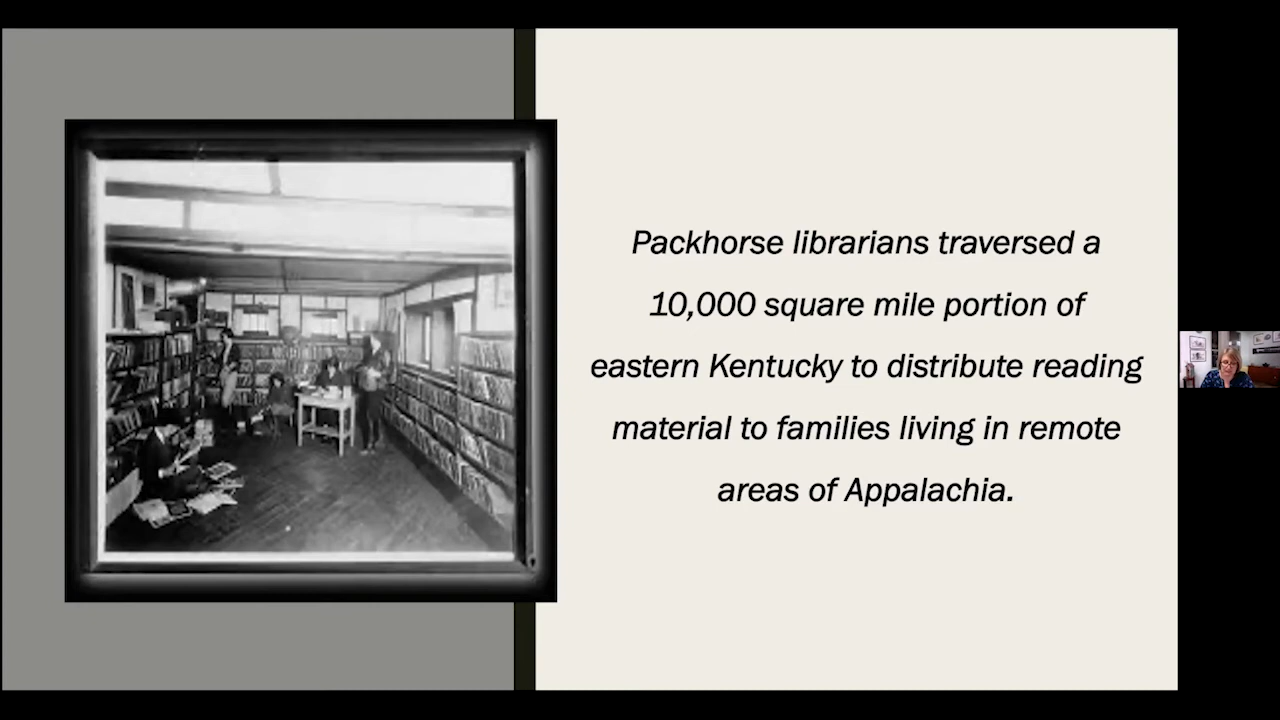 Packhorse librarians traversed a
10,000 square mile portion of
eastern Kentucky to distribute reading
material to families living in remote
areas of Appalachia.